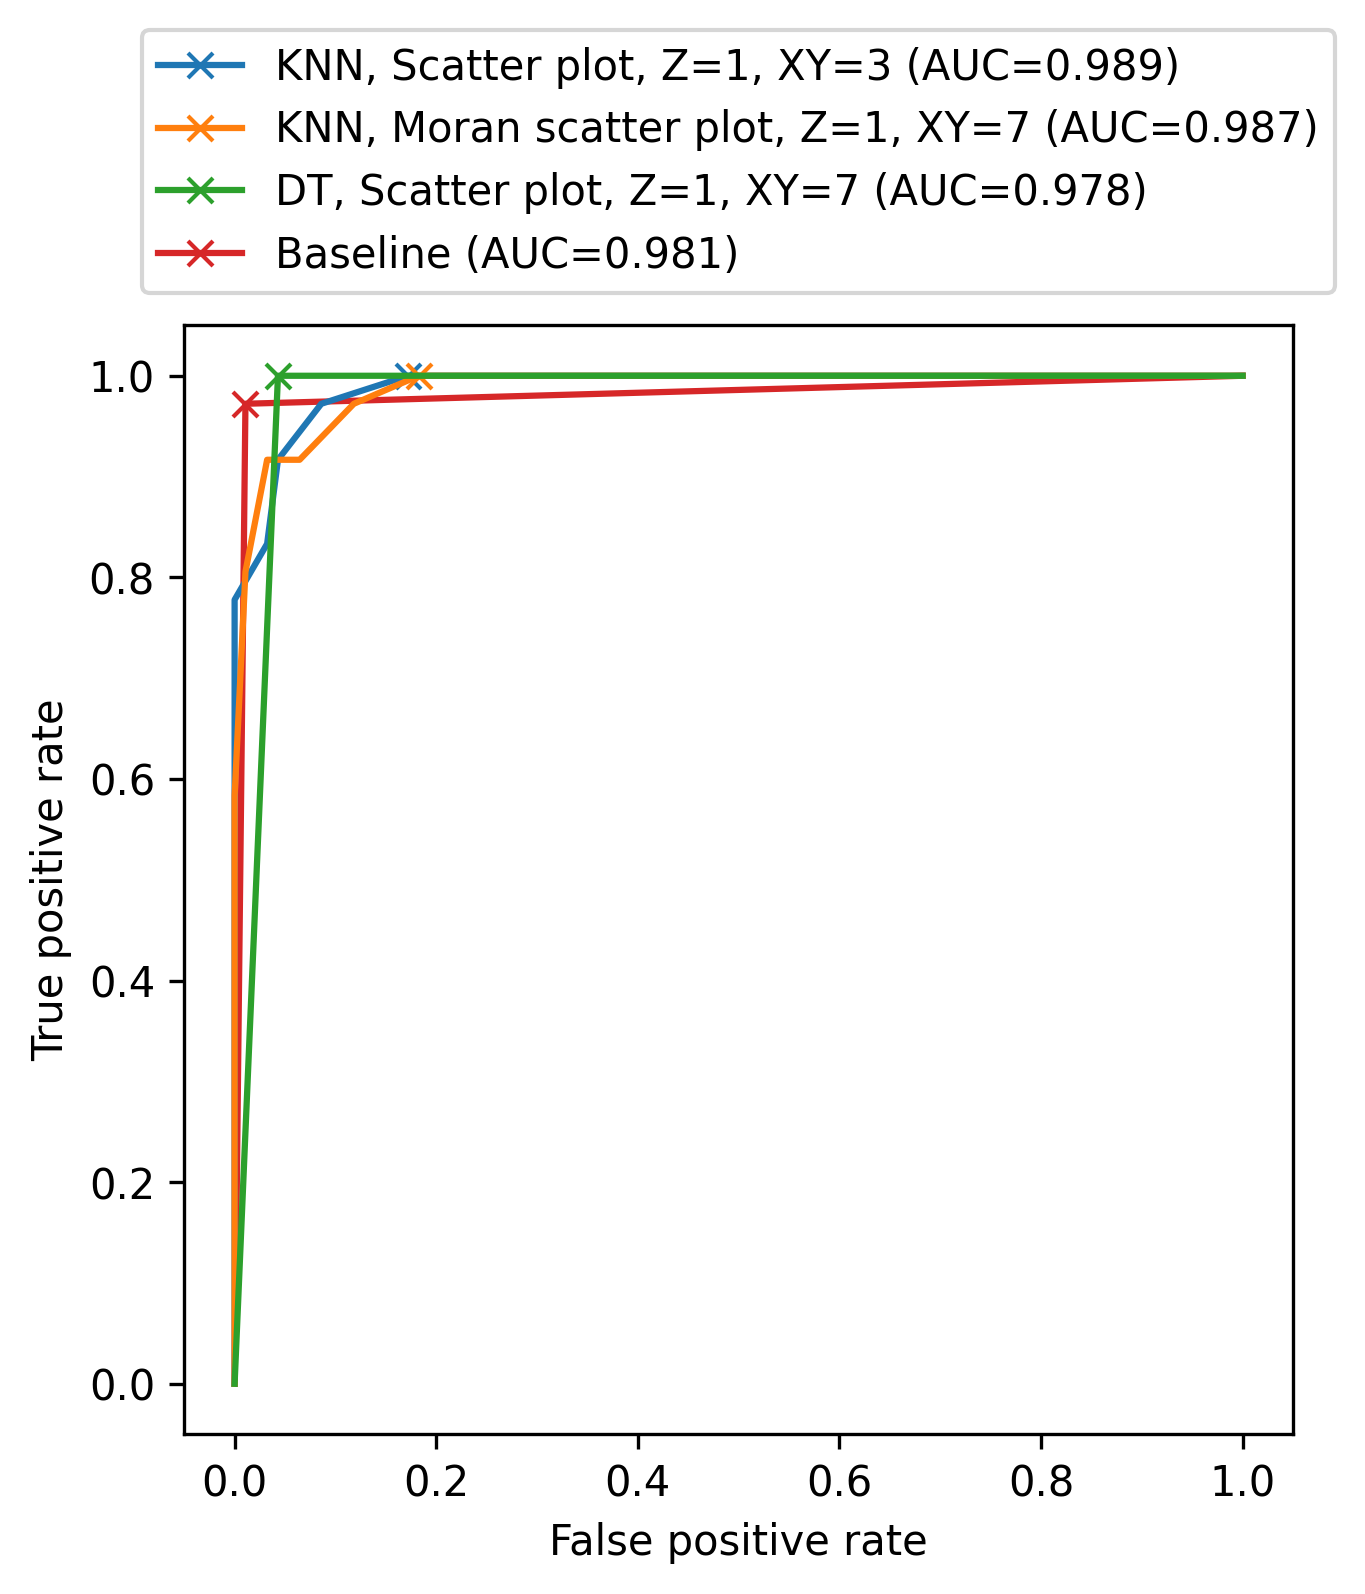 KNN, Scatter plot, Z=1, XY=3 (AUC=0.989)
KNN, Moran scatter plot, Z=1, XY=7 (AUC=0.987)
DT, Scatter plot, Z=1, XY=7 (AUC=0.978)
Baseline (AUC=0.981)
1.0
0.8
0.6
0.4
0.2
0.0
True positive rate
0.0 0.2 0.4 0.6 0.8 1.0
False positive rate